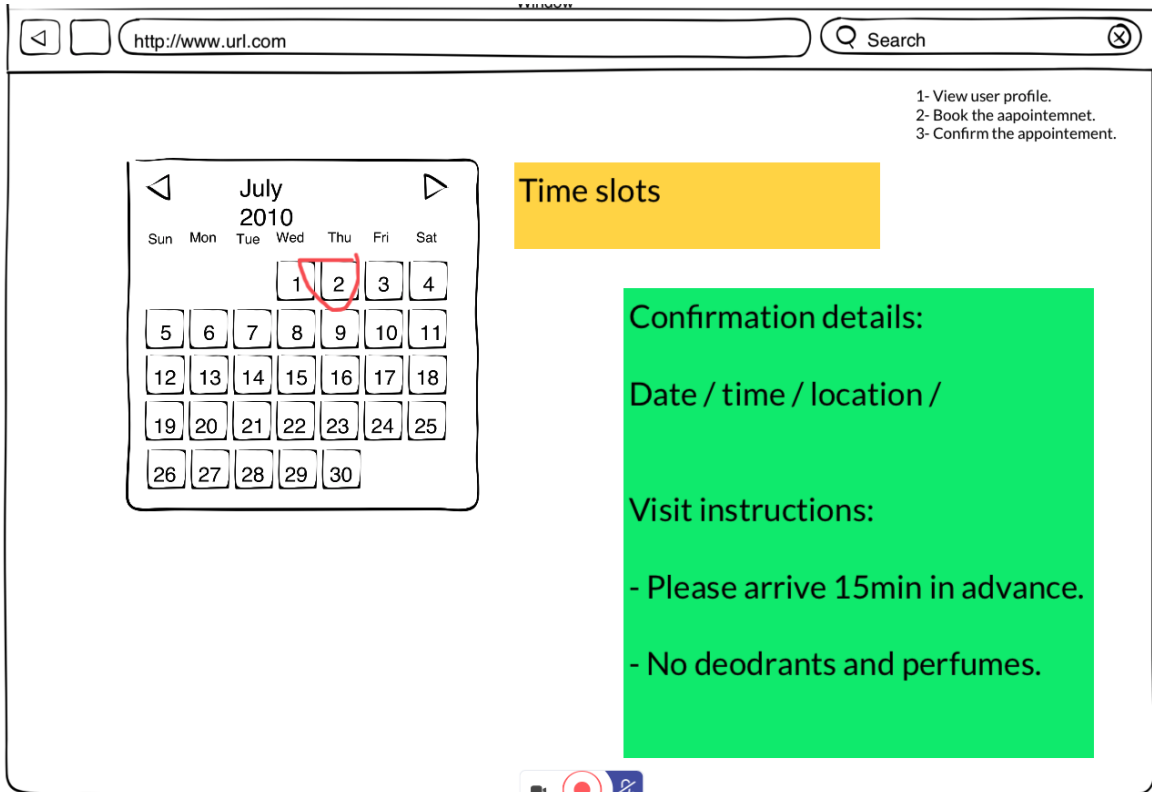 Window
http://www.url.com
Search
1- View user profile.
2- Book the aapointemnet.
3- Confirm the appointement.
July
2010
Sun Mon Tue Wed Thu Fri Sat
1 2 3 4
5 6 7 8 9 10 11
12 13 14 15 16 17 18
19 20 21 22 23 24 25
26 27 28 29 30
Time slots
Confirmation details:
Date / time / location /
Visit instructions:
- Please arrive 15min in advance.
- No deodrants and perfumes.